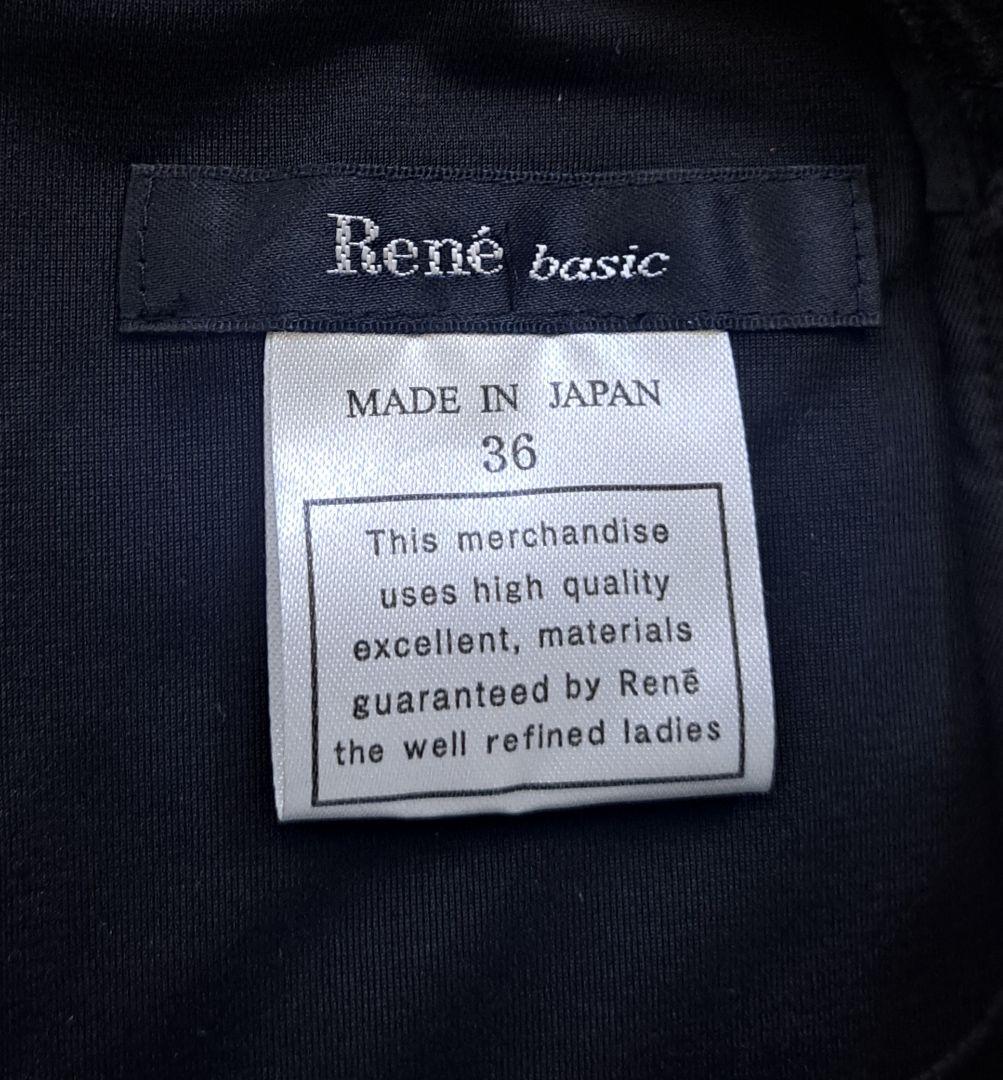 René basic
MADE IN JAPAN
36
This merchandise
uses high quality
excellent, materials
guaranteed by Renē
the well refined ladies